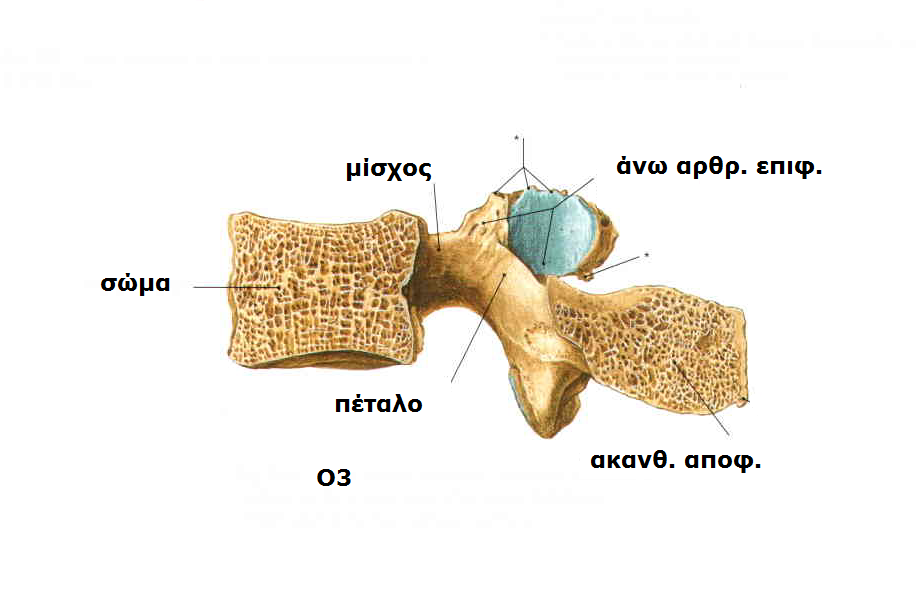 *
μίσχος
άνω αρθρ. επιφ.
*
σώμα
πέταλο
ακανθ. αποφ.
Ο3